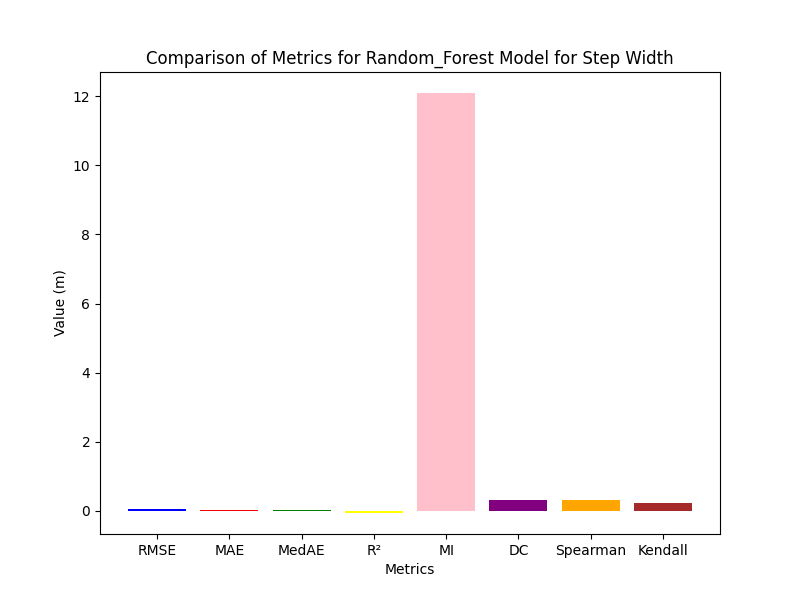 Comparison of Metrics for Random_Forest Model for Step Width
Value (m)
12
10
8
6
4
2
0
RMSE MAE MedAE R² MI DC Spearman Kendall
Metrics